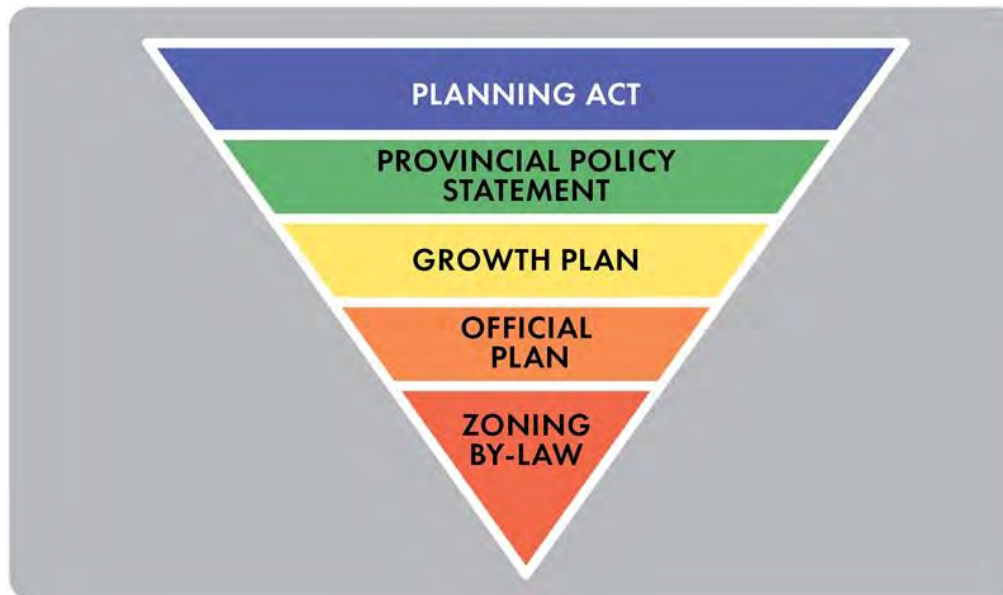 PLANNING ACT
PROVINCIAL POLICY
STATEMENT
GROWTH PLAN
OFFICIAL
PLAN
ZONING
BY-LAW